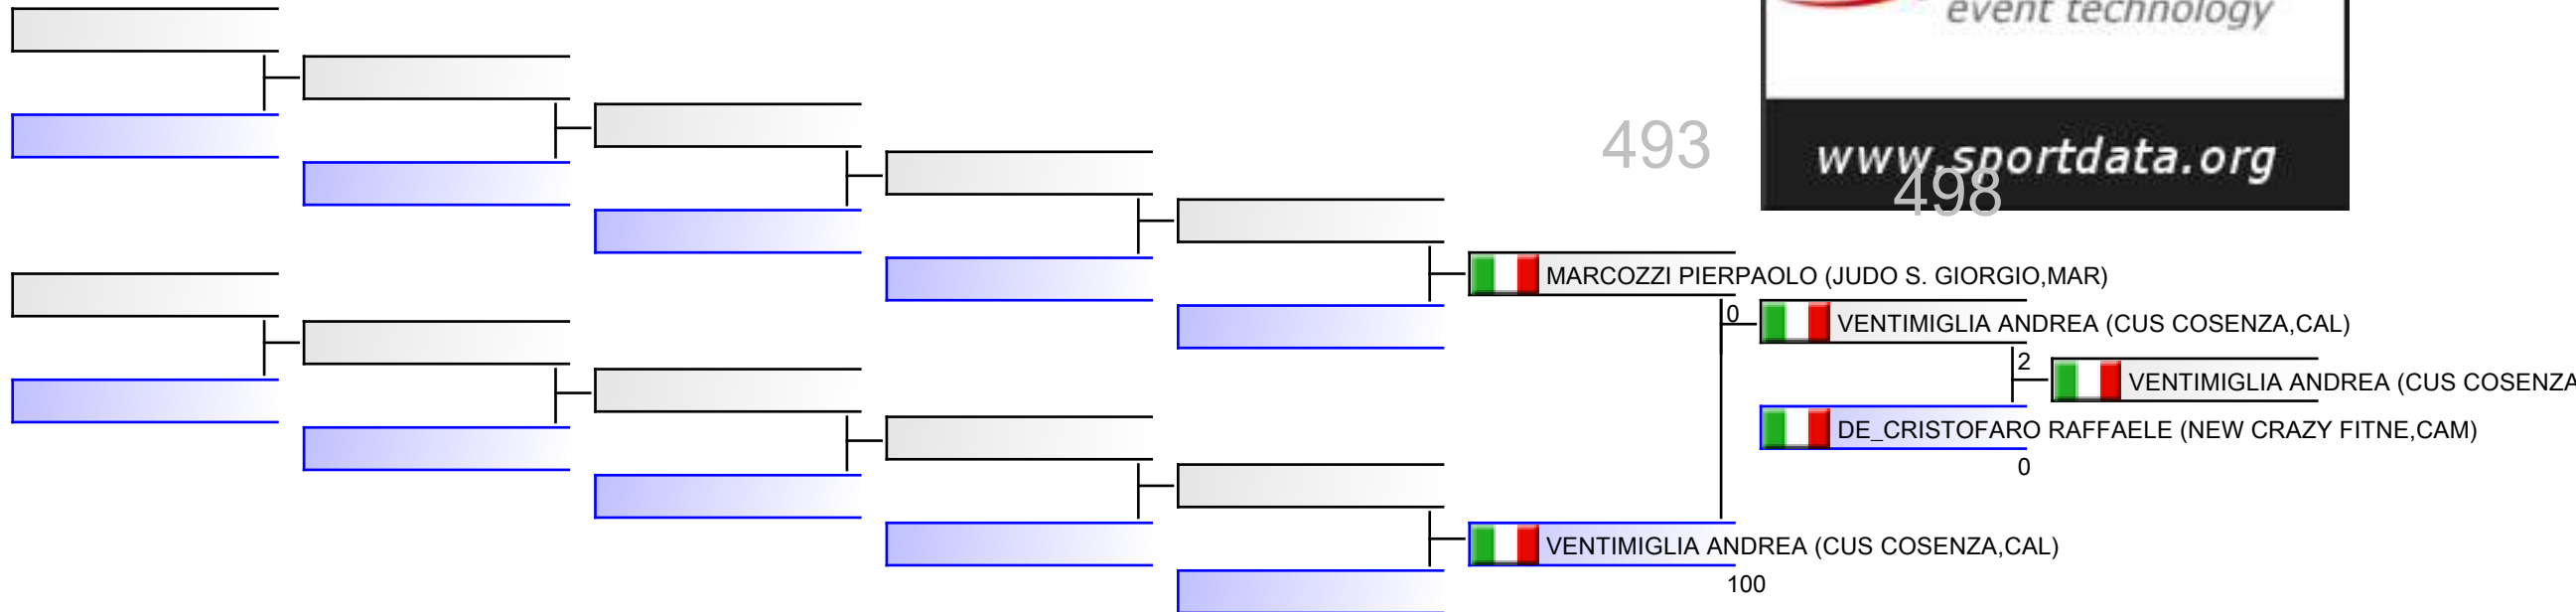 event technology
493
www.sportdata.org
498
MARCOZZI PIERPAOLO (JUDO S. GIORGIO,MAR)
0
VENTIMIGLIA ANDREA (CUS COSENZA,CAL)
2
VENTIMIGLIA ANDREA (CUS COSENZA
DE_CRISTOFARO RAFFAELE (NEW CRAZY FITNE,CAM)
0
VENTIMIGLIA ANDREA (CUS COSENZA,CAL)
100